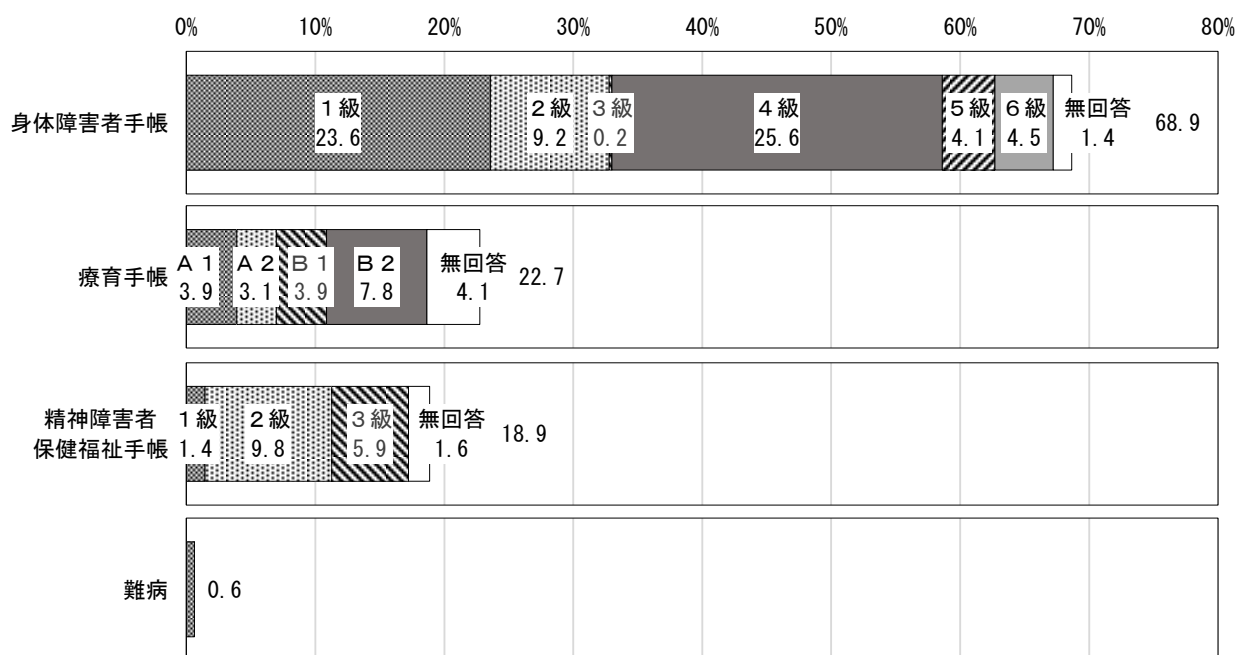 0% 10% 20% 30% 40% 50% 60% 70% 80%
身体障害者手帳
1級 2級 3級 4級 5級 6級 無回答
23.6 9.2 0.2 25.6 4.1 4.5 1.4 68.9
療育手帳
A1 A2 B1 B2 無回答
3.9 3.1 3.9 7.8 4.1 22.7
精神障害者
保健福祉手帳
1級 2級 3級 無回答
1.4 9.8 5.9 1.6 18.9
難病 0.6